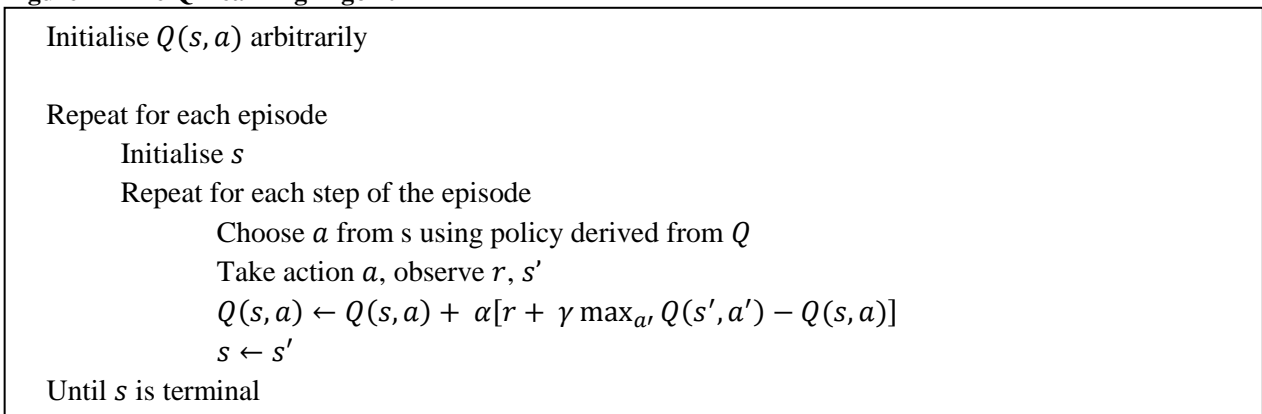 Initialise 𝑄(𝑠, 𝑎) arbitrarily
Repeat for each episode
Initialise 𝑠
Repeat for each step of the episode
Choose 𝑎 from s using policy derived from 𝑄
Take action 𝑎, observe 𝑟, 𝑠’
𝑄(𝑠, 𝑎) ← 𝑄(𝑠, 𝑎) + 𝛼[𝑟 + 𝛾 max𝑎′ 𝑄(𝑠′, 𝑎′) − 𝑄(𝑠, 𝑎)]
𝑠 ← 𝑠′
Until 𝑠 is terminal